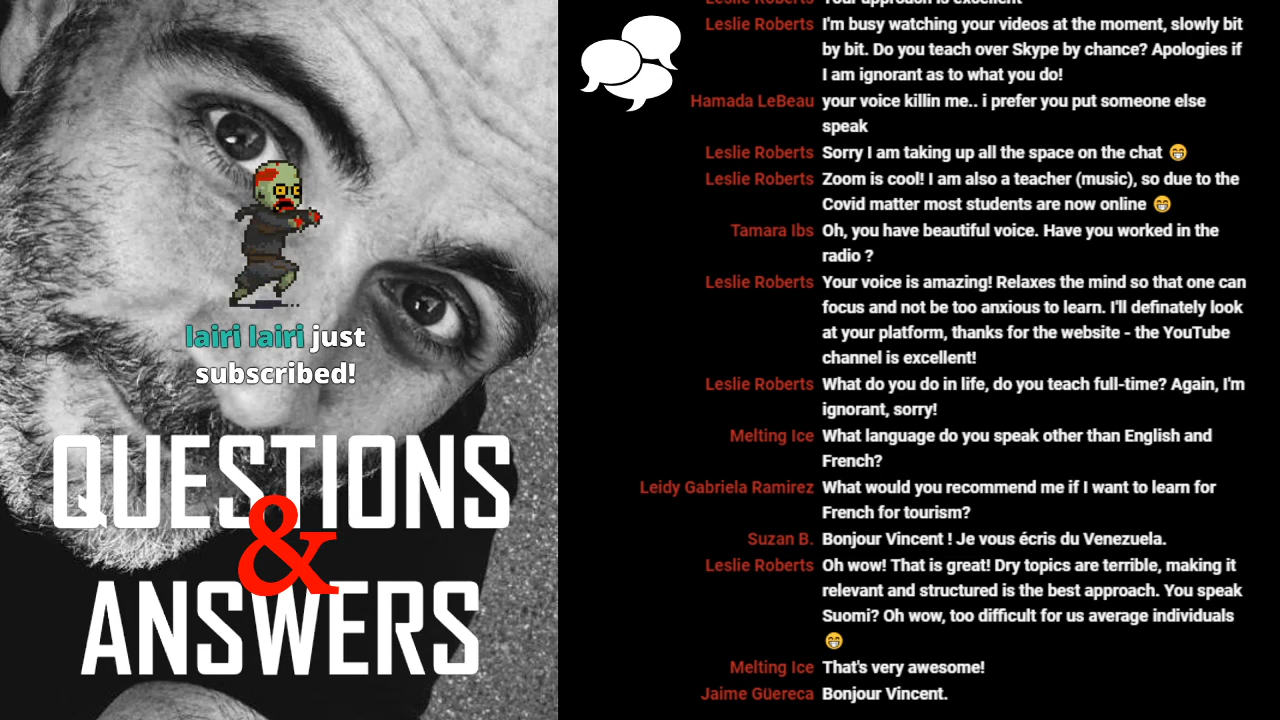 lairi lairi just
subscribed!
QUESTIONS
&
ANSWERS
Leslie Roberts Your approach is excellent
Leslie Roberts I'm busy watching your videos at the moment, slowly bit
by bit. Do you teach over Skype by chance? Apologies if
I am ignorant as to what you do!
Hamada LeBeau your voice killin me.. i prefer you put someone else
speak
Leslie Roberts Sorry I am taking up all the space on the chat 😁
Leslie Roberts Zoom is cool! I am also a teacher (music), so due to the
Covid matter most students are now online 😁
Tamara Ibs Oh, you have beautiful voice. Have you worked in the
radio ?
Leslie Roberts Your voice is amazing! Relaxes the mind so that one can
focus and not be too anxious to learn. I'll definately look
at your platform, thanks for the website - the YouTube
channel is excellent!
Leslie Roberts What do you do in life, do you teach full-time? Again, I'm
ignorant, sorry!
Melting Ice What language do you speak other than English and
French?
Leidy Gabriela Ramirez What would you recommend me if I want to learn for
French for tourism?
Suzan B. Bonjour Vincent ! Je vous écris du Venezuela.
Leslie Roberts Oh wow! That is great! Dry topics are terrible, making it
relevant and structured is the best approach. You speak
Suomi? Oh wow, too difficult for us average individuals
😁
Melting Ice That's very awesome!
Jaime Güereca Bonjour Vincent.